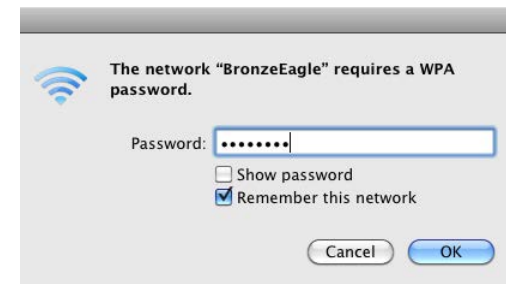 The network “BronzeEagle” requires a WPA
password.
Password: ••••••••
Show password
Remember this network
Cancel OK